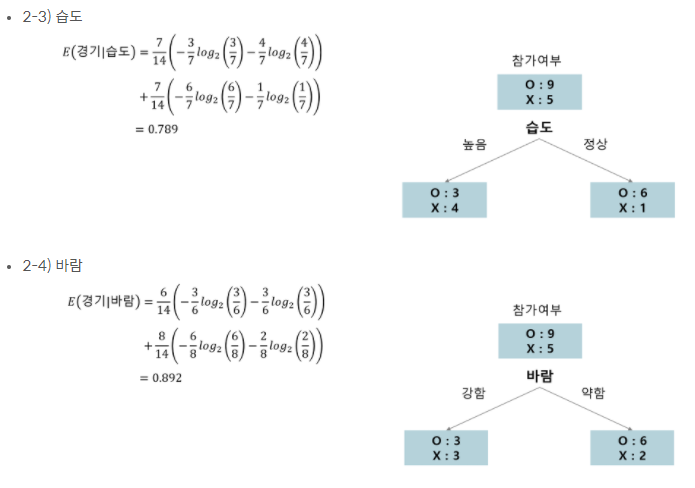 • 2-3) 습도
E(경기|습도) = 7/14(−3/7 log₂(3/7) − 4/7 log₂(4/7))
+ 7/14(−6/7 log₂(6/7) − 1/7 log₂(1/7))
= 0.789
참가여부
O : 9
X : 5
습도
높음 정상
O : 3
X : 4
O : 6
X : 1
• 2-4) 바람
E(경기|바람) = 6/14(−3/6 log₂(3/6) − 3/6 log₂(3/6))
+ 8/14(−6/8 log₂(6/8) − 2/8 log₂(2/8))
= 0.892
참가여부
O : 9
X : 5
바람
강함 약함
O : 3
X : 3
O : 6
X : 2